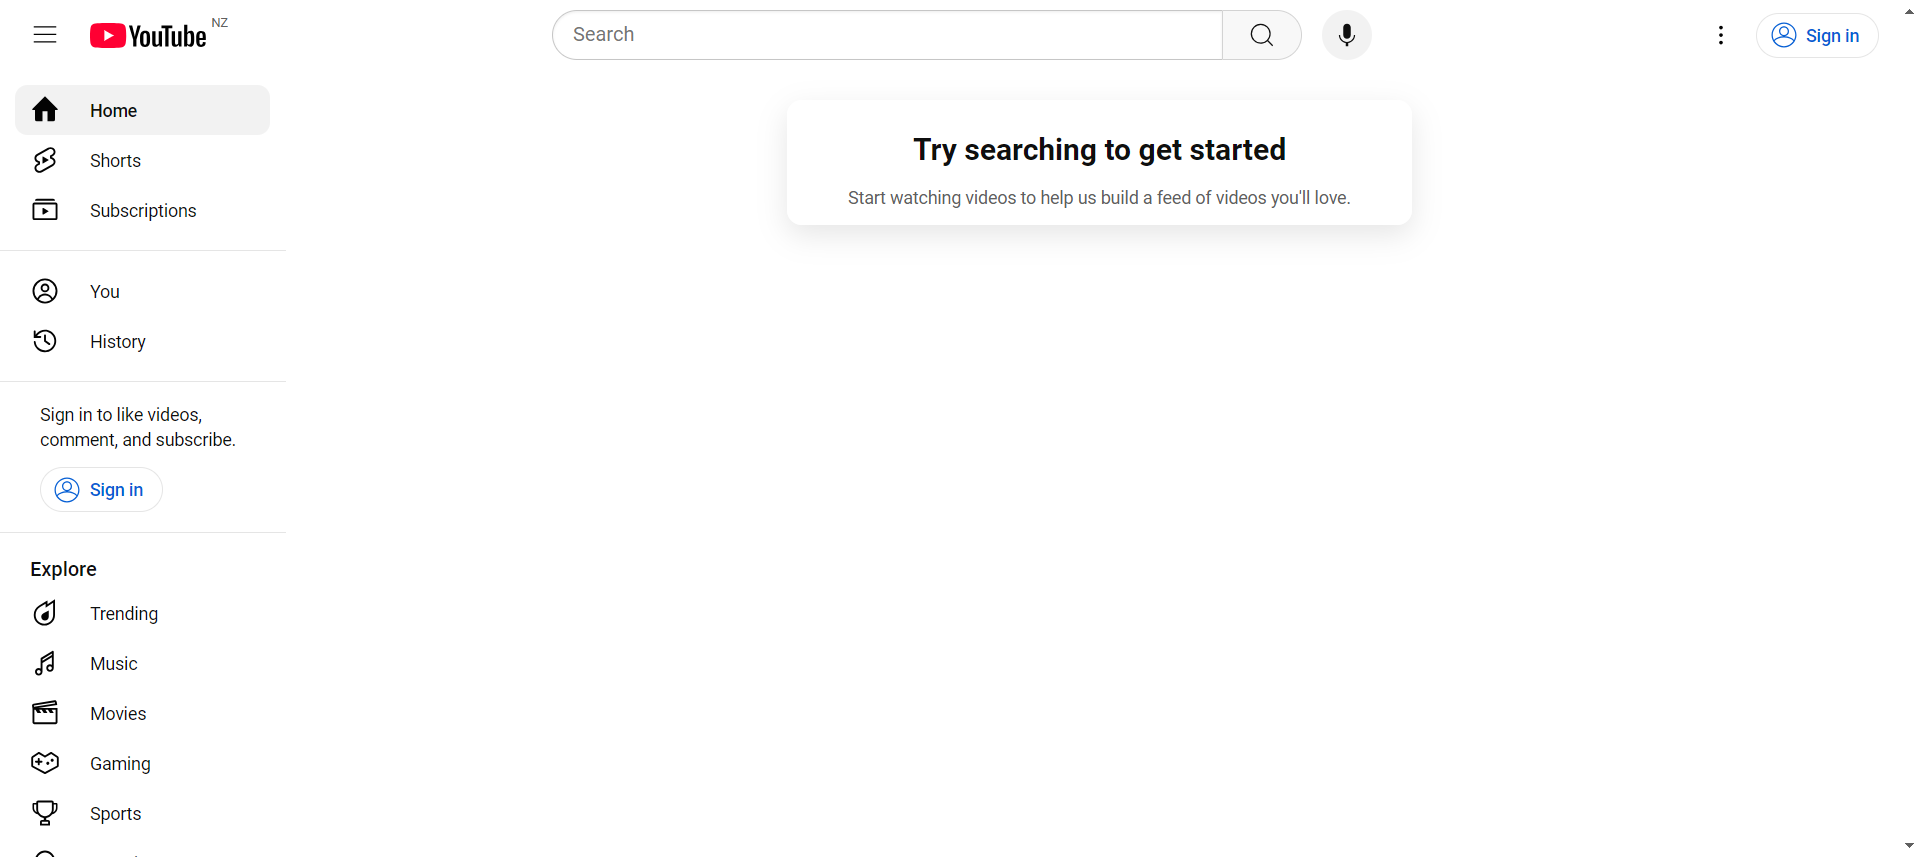 YouTube NZ
Search
Sign in
Home
Shorts
Subscriptions
You
History
Sign in to like videos,
comment, and subscribe.
Sign in
Explore
Trending
Music
Movies
Gaming
Sports
Try searching to get started
Start watching videos to help us build a feed of videos you'll love.